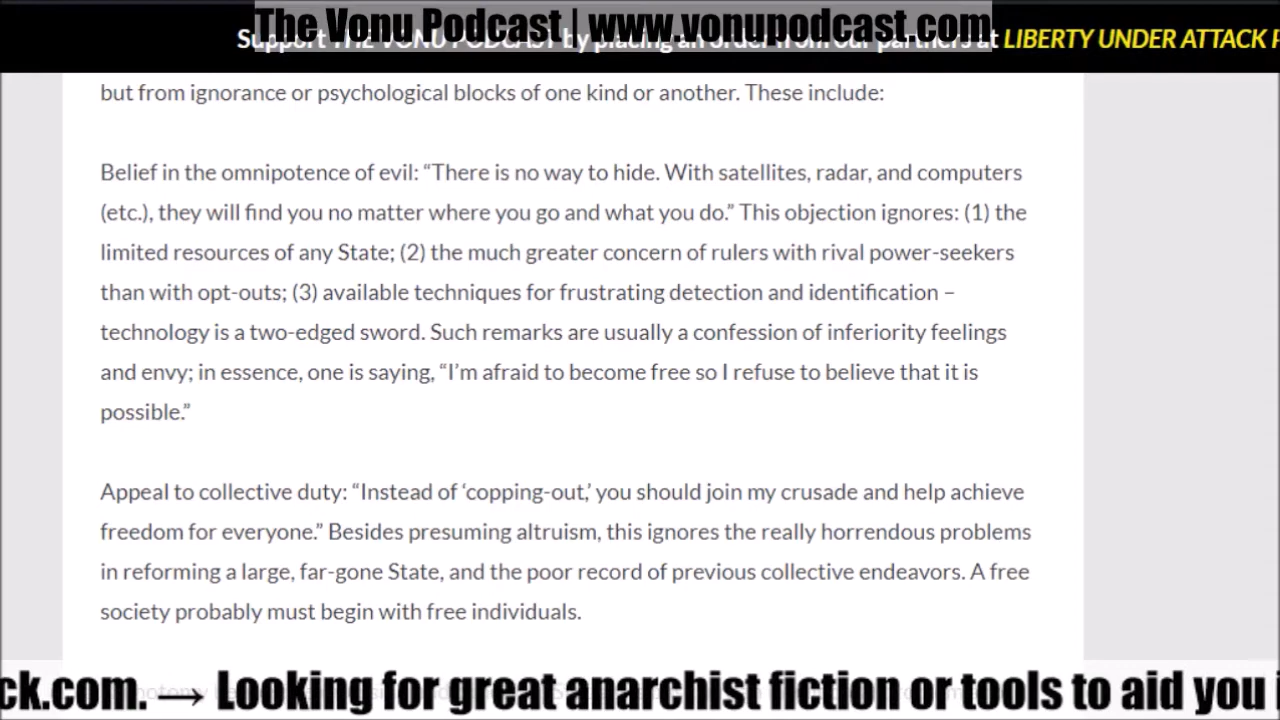 The Vonu Podcast | www.vonupodcast.com
Support THE VONU PODCAST by placing an order from our partners at LIBERTY UNDER ATTACK P
but from ignorance or psychological blocks of one kind or another. These include:
Belief in the omnipotence of evil: “There is no way to hide. With satellites, radar, and computers
(etc.), they will find you no matter where you go and what you do.” This objection ignores: (1) the
limited resources of any State; (2) the much greater concern of rulers with rival power-seekers
than with opt-outs; (3) available techniques for frustrating detection and identification –
technology is a two-edged sword. Such remarks are usually a confession of inferiority feelings
and envy; in essence, one is saying, “I’m afraid to become free so I refuse to believe that it is
possible.”
Appeal to collective duty: “Instead of ‘copping-out,’ you should join my crusade and help achieve
freedom for everyone.” Besides presuming altruism, this ignores the really horrendous problems
in reforming a large, far-gone State, and the poor record of previous collective endeavors. A free
society probably must begin with free individuals.
ck.com. → Looking for great anarchist fiction or tools to aid you i